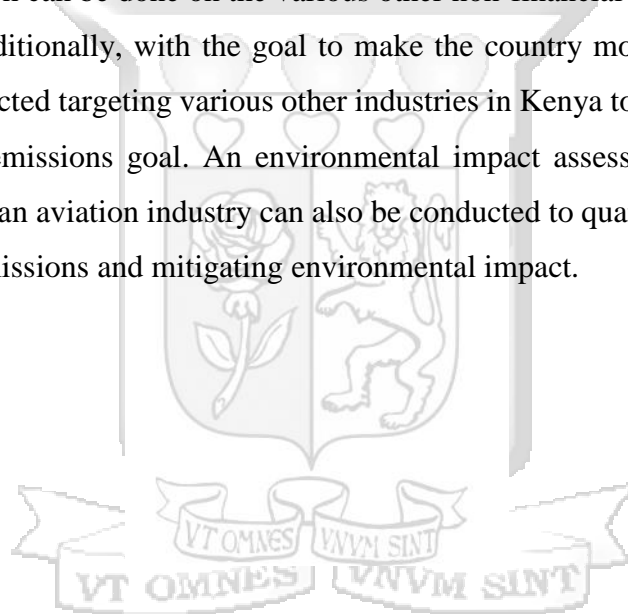 can be done on the various other non-financial
ditionally, with the goal to make the country mo
cted targeting various other industries in Kenya to
emissions goal. An environmental impact assess
an aviation industry can also be conducted to qua
missions and mitigating environmental impact.
VT OMNES VNVM SINT
VT OMNES VNVM SINT